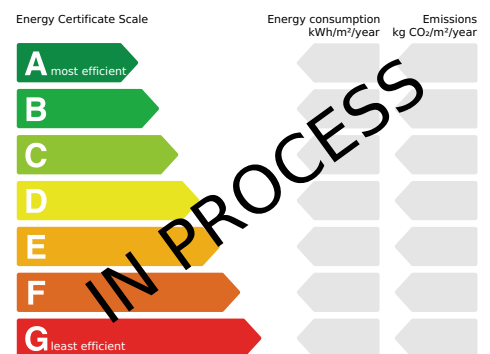 Energy Certificate Scale
Energy consumption
kWh/m²/year
Emissions
kg CO₂/m²/year
A most efficient
B
C
D
E
F
G least efficient
IN PROCESS